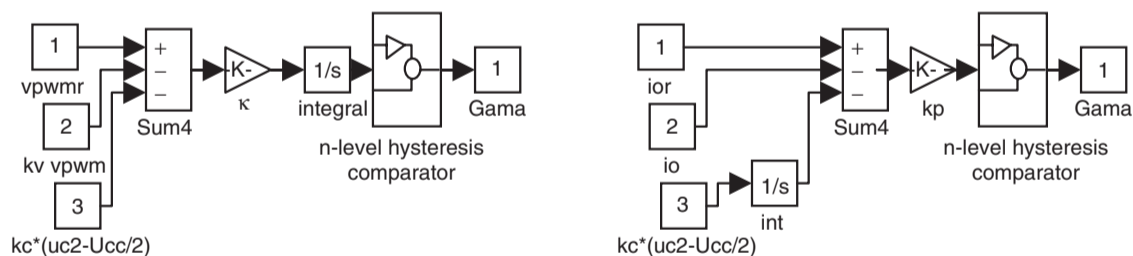 1
vpwmr
2
kv vpwm
3
kc*(uc2-Ucc/2)
+
−
−
Sum4
-K-
κ
1/s
integral
n-level hysteresis
comparator
1
Gama
1
ior
2
io
3
kc*(uc2-Ucc/2)
1/s
int
+
−
−
Sum4
-K-
kp
n-level hysteresis
comparator
1
Gama